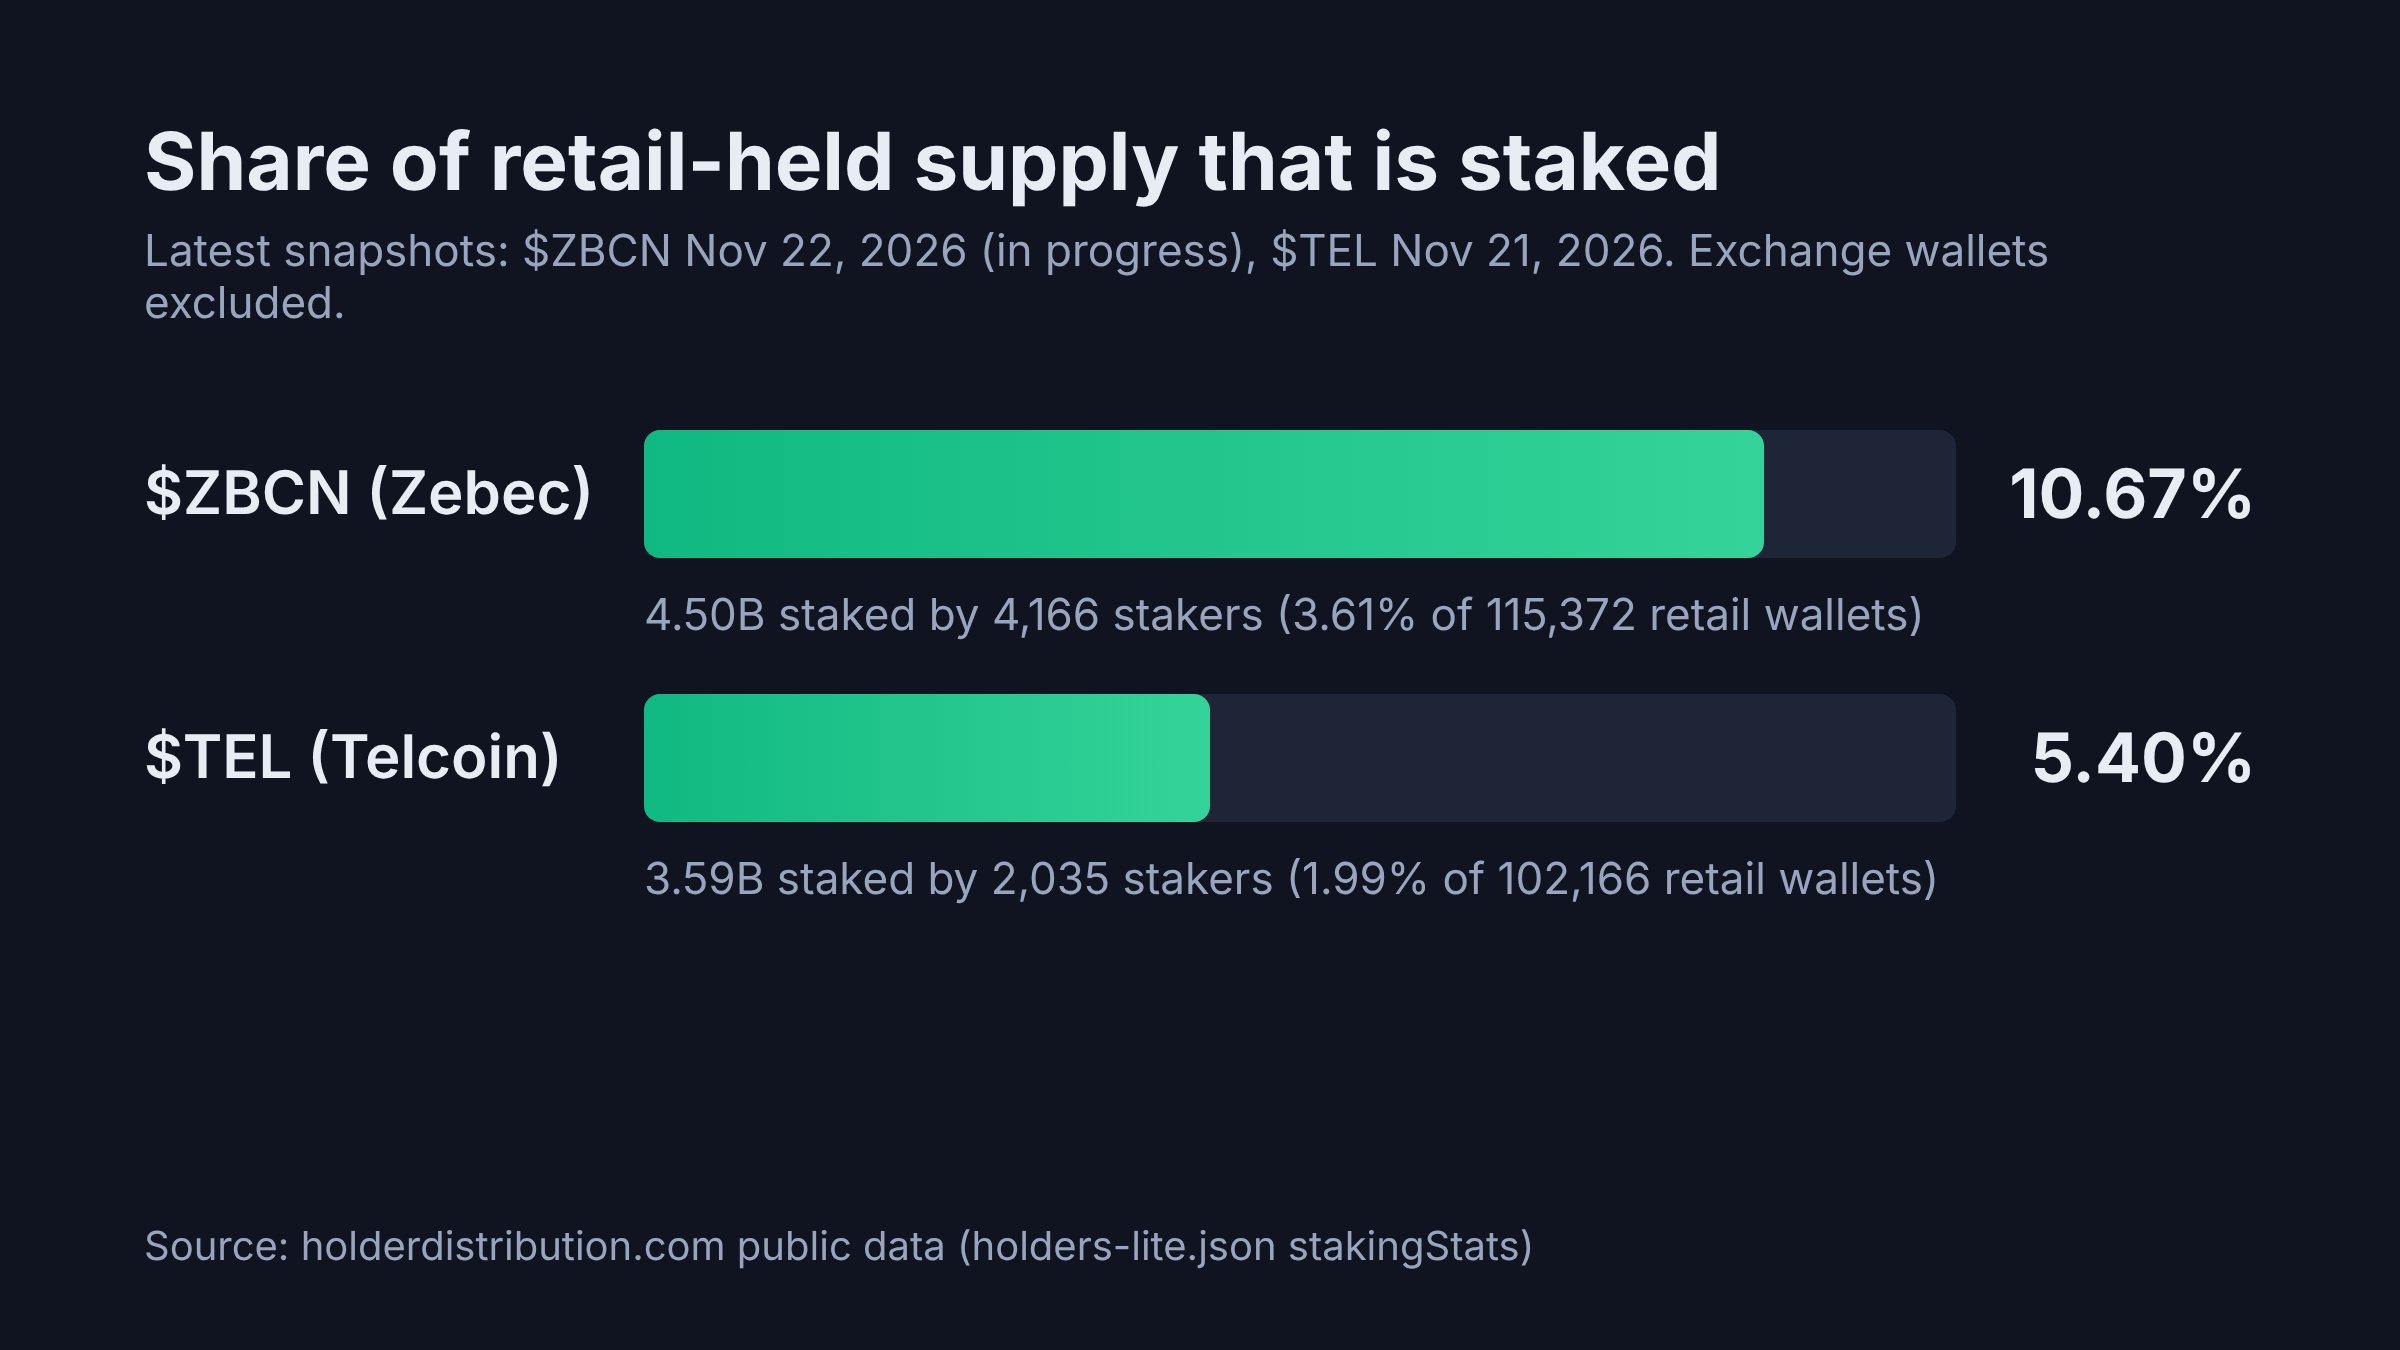 Share of retail-held supply that is staked
Latest snapshots: $ZBCN Nov 22, 2026 (in progress), $TEL Nov 21, 2026. Exchange wallets
excluded.
$ZBCN (Zebec)
10.67%
4.50B staked by 4,166 stakers (3.61% of 115,372 retail wallets)
$TEL (Telcoin)
5.40%
3.59B staked by 2,035 stakers (1.99% of 102,166 retail wallets)
Source: holderdistribution.com public data (holders-lite.json stakingStats)